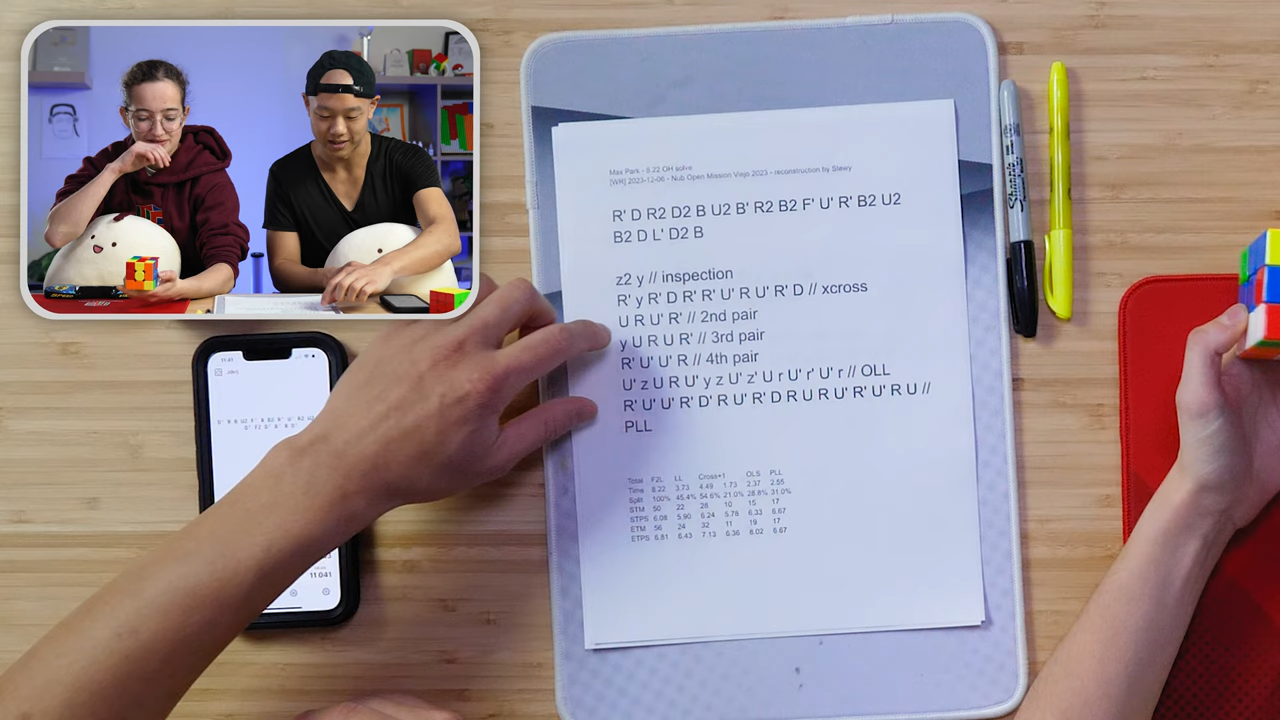 Max Park - 8.22 OH solve
[WR] 2023-12-06 - Nub Open Mission Viejo 2023 - reconstruction by Stewy
R' D R2 D2 B U2 B' R2 B2 F' U' R' B2 U2
B2 D L' D2 B
z2 y // inspection
R' y R' D R' R' U' R U' R' D // xcross
U R U' R' // 2nd pair
y U R U R' // 3rd pair
R' U' U' R // 4th pair
U' z U R U' y z U' z' U r U' r' U' r // OLL
R' U' U' R' D' R U' R' D R U R U' R' U' R U //
PLL
Total F2L LL Cross+1 OLS PLL
Time 8.22 3.73 4.49 1.73 2.37 2.55
Split 100% 45.4% 54.6% 21.0% 28.8% 31.0%
STM 50 22 28 10 15 17
STPS 6.08 5.90 6.24 5.78 6.33 6.67
ETM 56 24 32 11 19 17
ETPS 6.81 6.43 7.13 6.36 8.02 6.67
11:41
11.041
Sharpie